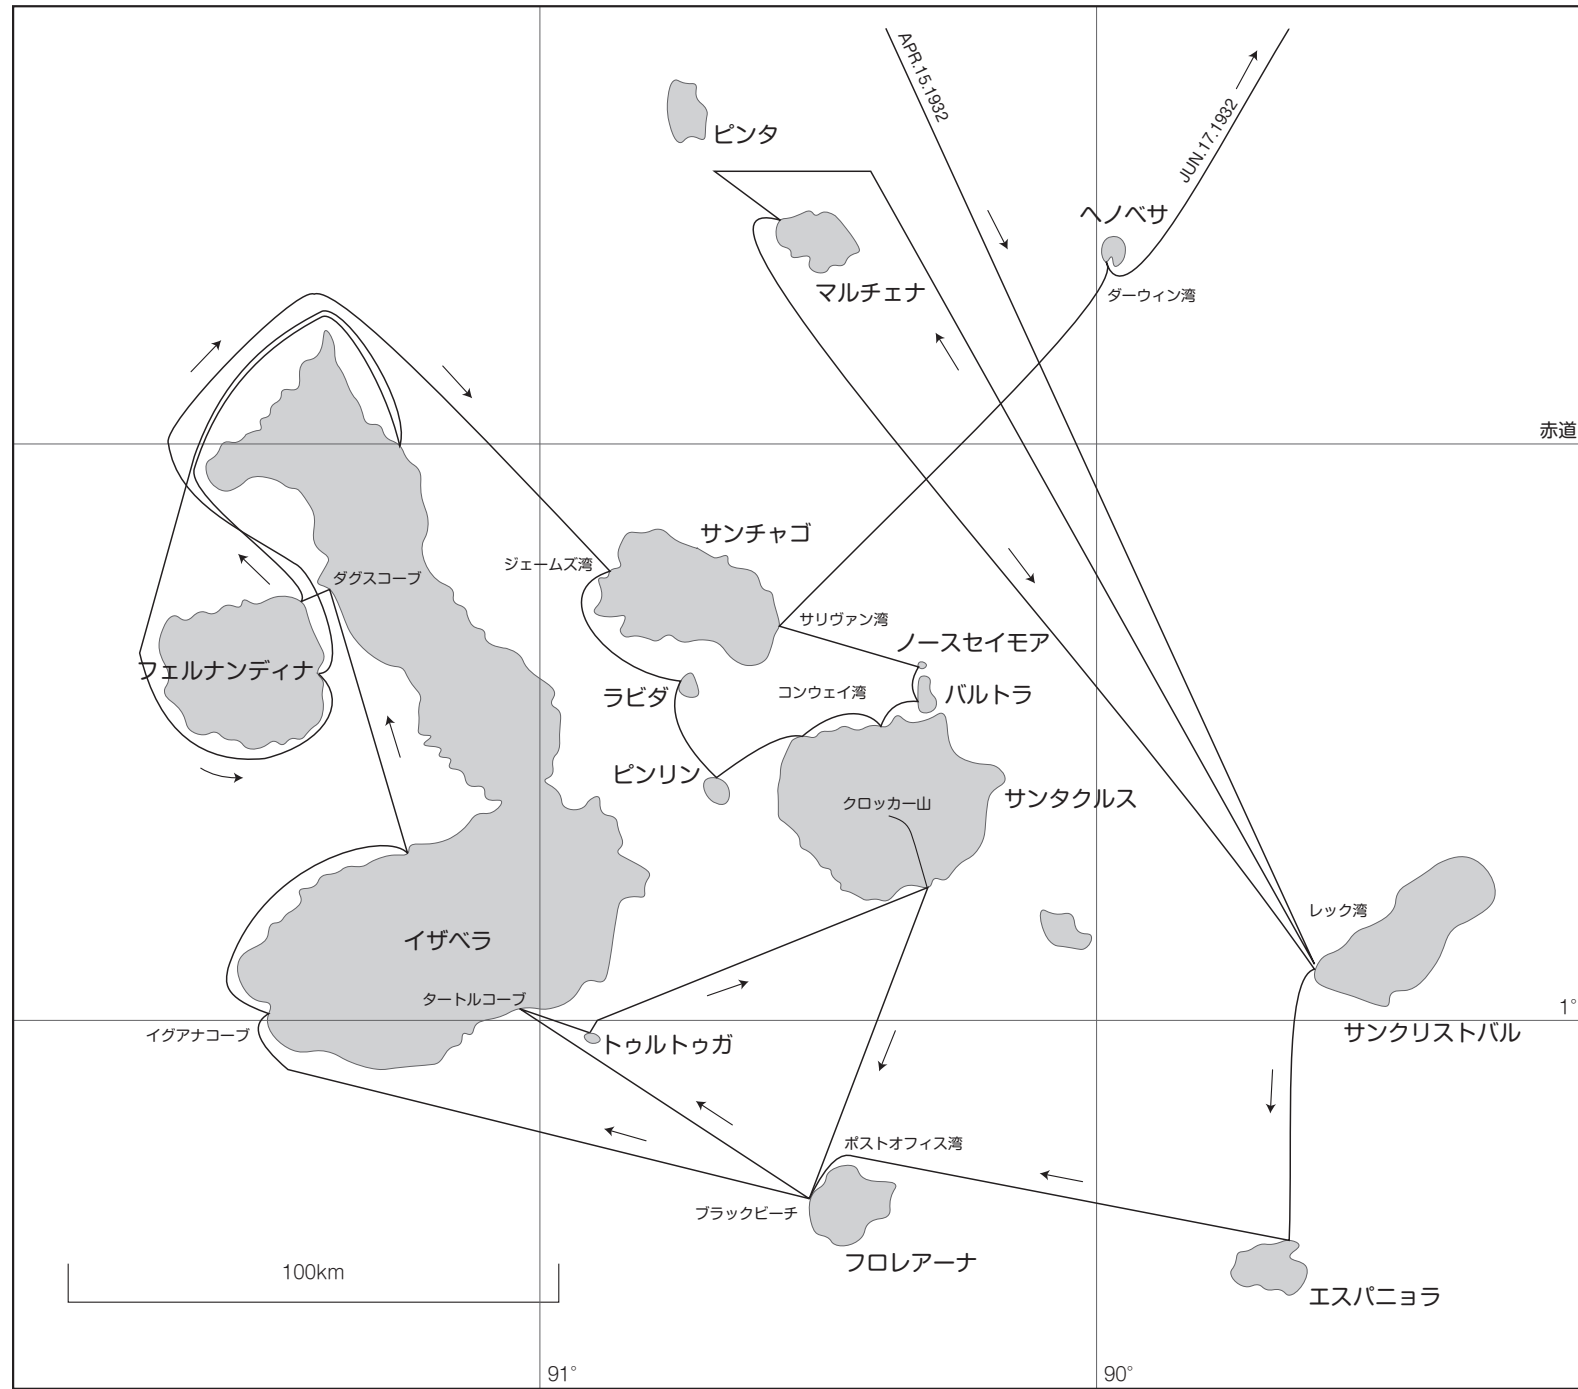 APR.15.1932
JUN.17.1932
ピンタ
ヘノベサ
マルチェナ
ダーウィン湾
赤道
サンチャゴ
ジェームズ湾
ダグスコーブ
サリヴァン湾
ノースセイモア
フェルナンディナ
ラビダ
コンウェイ湾
バルトラ
ピンリン
サンタクルス
クロッカー山
レック湾
イザベラ
タートルコーブ
1°
イグアナコーブ
トゥルトゥガ
サンクリストバル
ポストオフィス湾
ブラックビーチ
フロレアーナ
100km
エスパニョラ
91°
90°